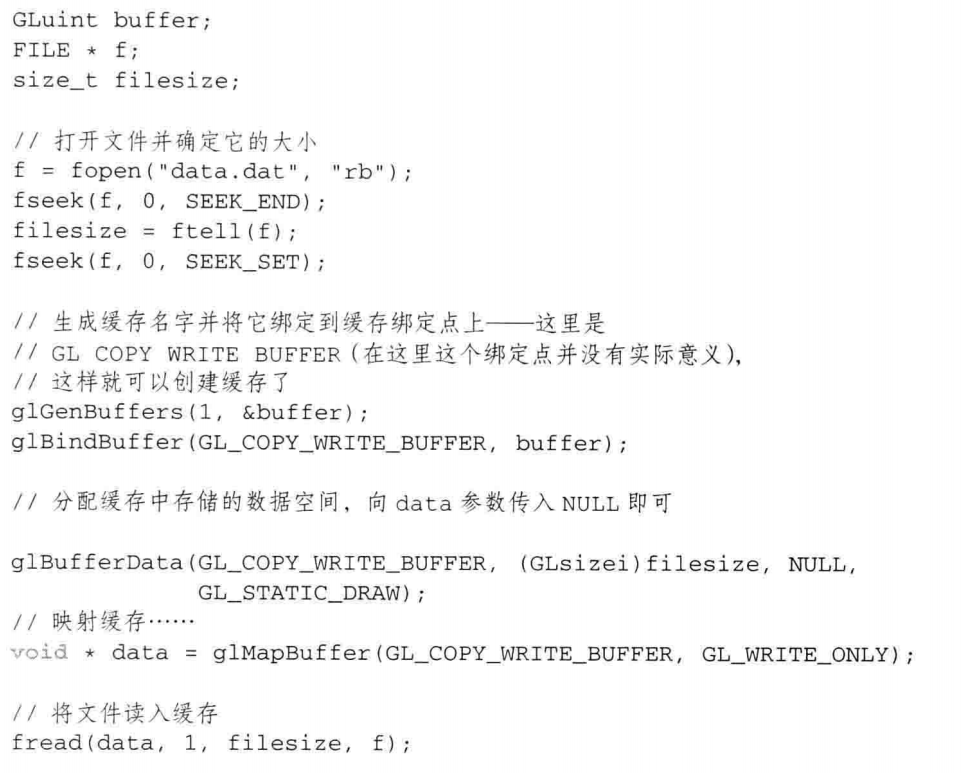 GLuint buffer;
FILE * f;
size_t filesize;
// 打开文件并确定它的大小
f = fopen("data.dat", "rb");
fseek(f, 0, SEEK_END);
filesize = ftell(f);
fseek(f, 0, SEEK_SET);
// 生成缓存名字并将它绑定到缓存绑定点上——这里是
// GL COPY WRITE BUFFER（在这里这个绑定点并没有实际意义），
// 这样就可以创建缓存了
glGenBuffers(1, &buffer);
glBindBuffer(GL_COPY_WRITE_BUFFER, buffer);
// 分配缓存中存储的数据空间，向 data 参数传入 NULL 即可
glBufferData(GL_COPY_WRITE_BUFFER, (GLsizei)filesize, NULL,
GL_STATIC_DRAW);
// 映射缓存……
void * data = glMapBuffer(GL_COPY_WRITE_BUFFER, GL_WRITE_ONLY);
// 将文件读入缓存
fread(data, 1, filesize, f);